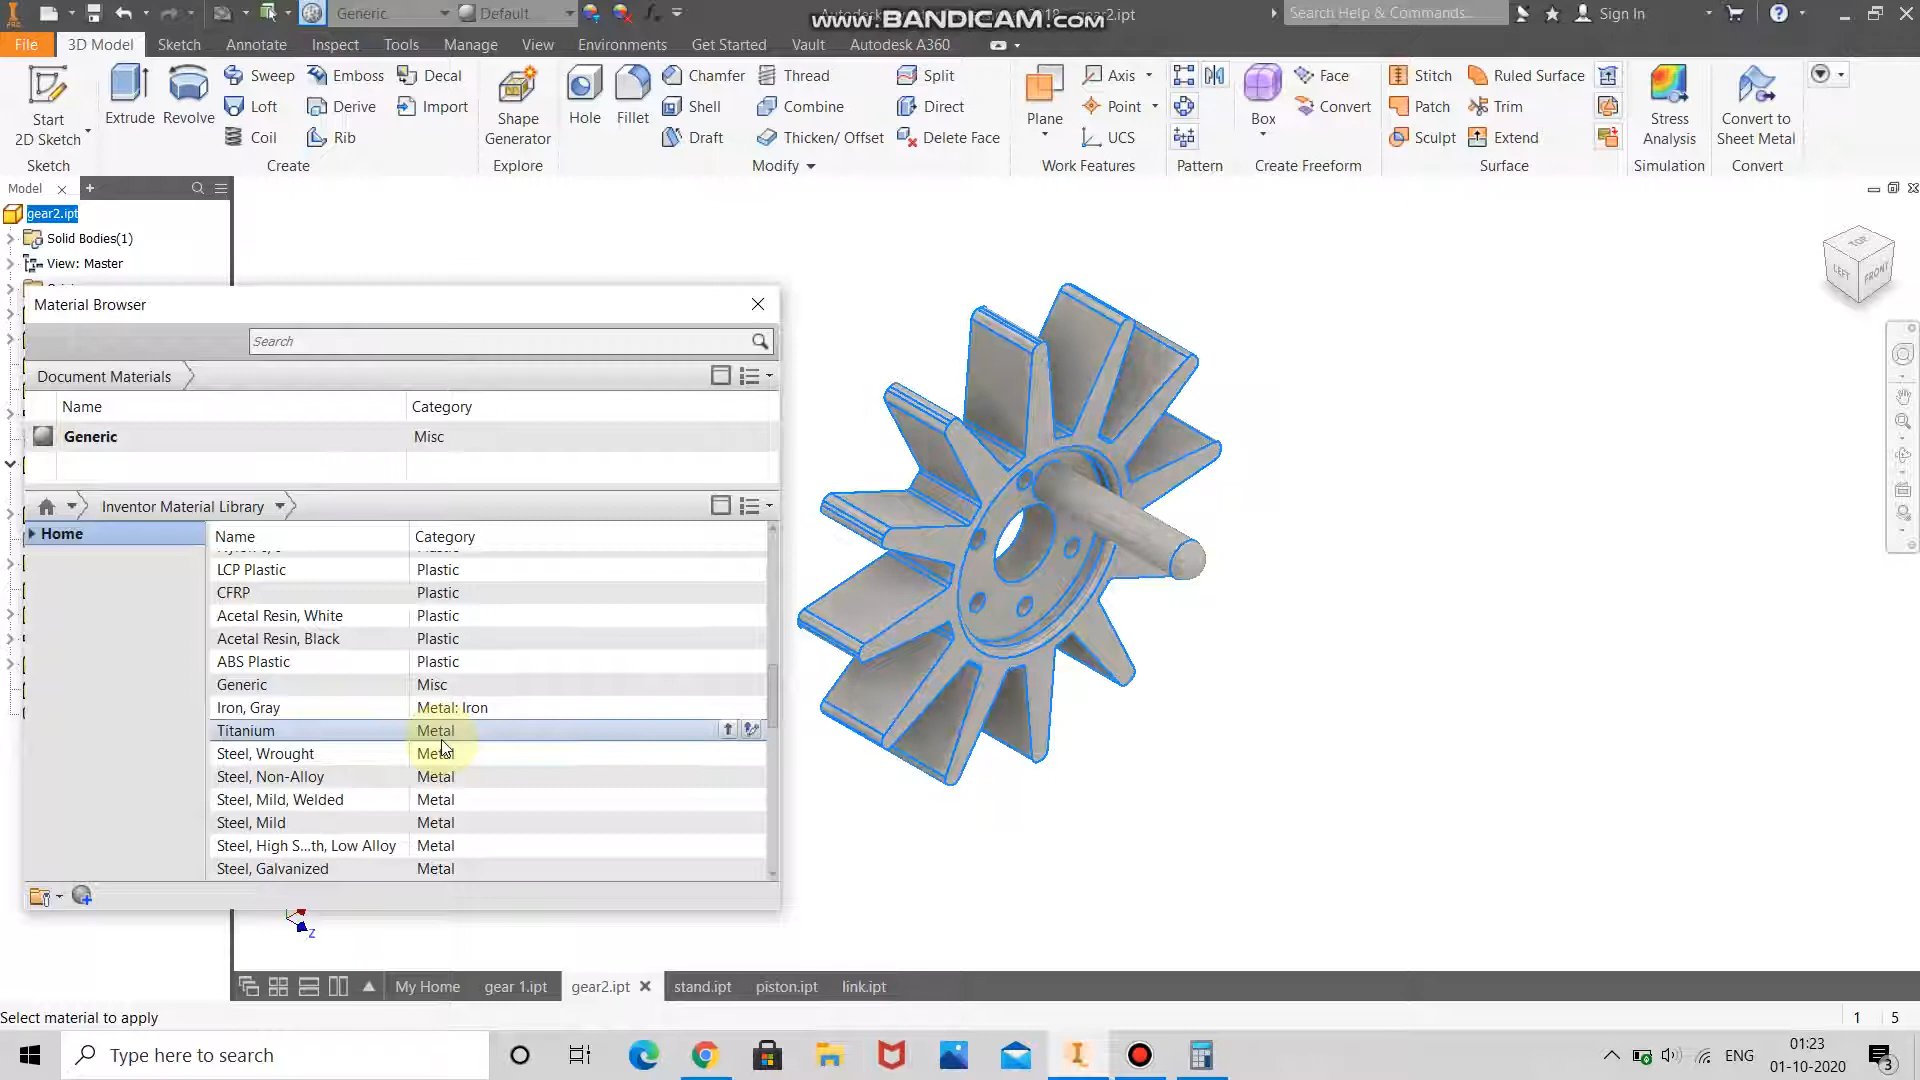 Generic
Default
Autodesk
www.BANDICAM.com
gear2.ipt
Search Help & Commands...
Sign In
File
3D Model
Sketch
Annotate
Inspect
Tools
Manage
View
Environments
Get Started
Vault
Autodesk A360
Start
2D Sketch
Sketch
Extrude
Revolve
Sweep
Loft
Coil
Emboss
Derive
Rib
Decal
Import
Create
Shape
Generator
Explore
Hole
Fillet
Chamfer
Shell
Draft
Thread
Combine
Thicken/ Offset
Split
Direct
Delete Face
Modify
Plane
Axis
Point
UCS
Work Features
Pattern
Box
Face
Convert
Create Freeform
Stitch
Patch
Sculpt
Ruled Surface
Trim
Extend
Surface
Stress
Analysis
Simulation
Convert to
Sheet Metal
Convert
Model
gear2.ipt
Solid Bodies(1)
View: Master
Material Browser
Search
Document Materials
Name Category
Generic Misc
Inventor Material Library
Home
Name Category
LCP Plastic Plastic
CFRP Plastic
Acetal Resin, White Plastic
Acetal Resin, Black Plastic
ABS Plastic Plastic
Generic Misc
Iron, Gray Metal: Iron
Titanium Metal
Steel, Wrought Metal
Steel, Non-Alloy Metal
Steel, Mild, Welded Metal
Steel, Mild Metal
Steel, High S...th, Low Alloy Metal
Steel, Galvanized Metal
TOP
LEFT
FRONT
Z
My Home
gear 1.ipt
gear2.ipt
stand.ipt
piston.ipt
link.ipt
Select material to apply
1 5
Type here to search
ENG
01:23
01-10-2020
3